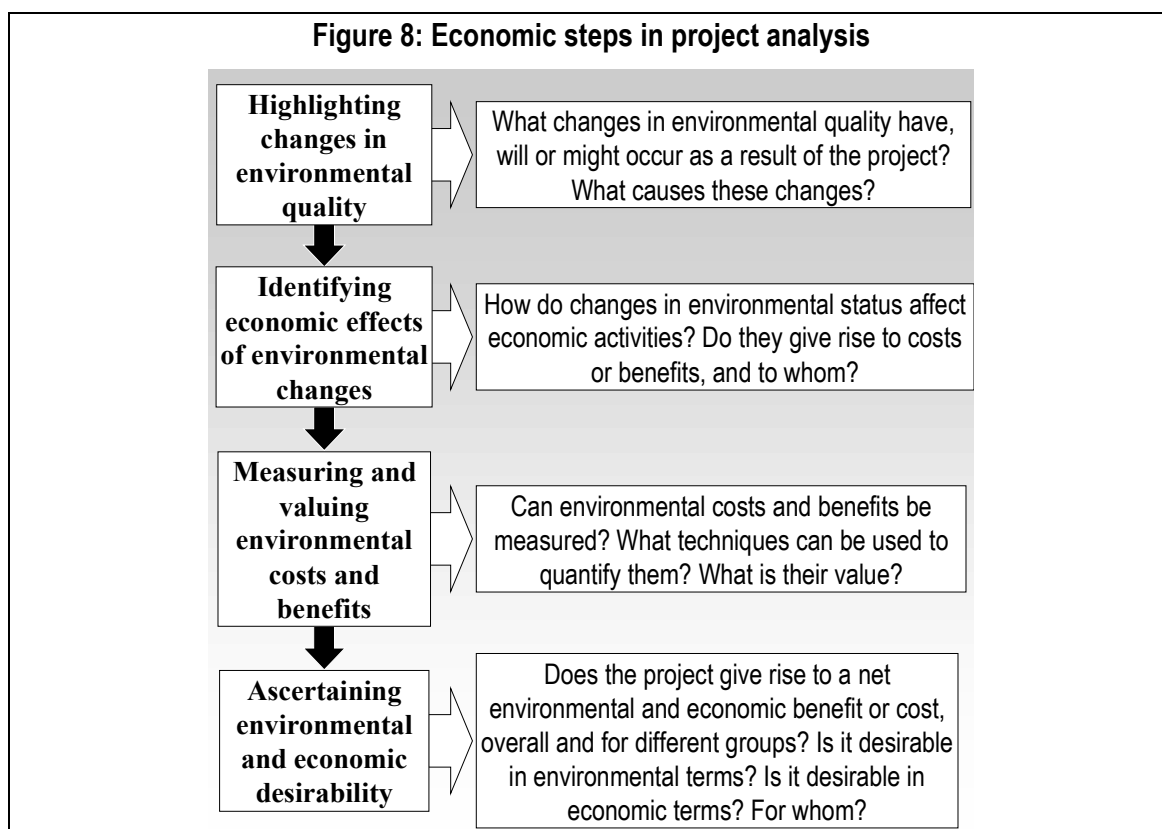 Figure 8: Economic steps in project analysis
Highlighting
changes in
environmental
quality
What changes in environmental quality have,
will or might occur as a result of the project?
What causes these changes?
Identifying
economic effects
of environmental
changes
How do changes in environmental status affect
economic activities? Do they give rise to costs
or benefits, and to whom?
Measuring and
valuing
environmental
costs and
benefits
Can environmental costs and benefits be
measured? What techniques can be used to
quantify them? What is their value?
Ascertaining
environmental
and economic
desirability
Does the project give rise to a net
environmental and economic benefit or cost,
overall and for different groups? Is it desirable
in environmental terms? Is it desirable in
economic terms? For whom?